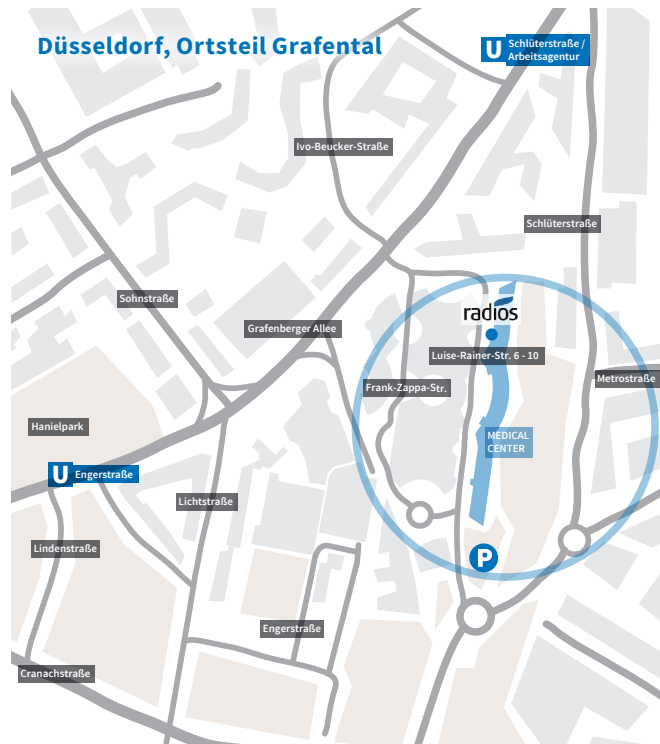 Düsseldorf, Ortsteil Grafental
U Schlüterstraße /
Arbeitsagentur
Ivo-Beucker-Straße
Schlüterstraße
Sohnstraße
radios
Grafenberger Allee
Luise-Rainer-Str. 6 - 10
Metrostraße
Frank-Zappa-Str.
Hanielpark
MEDICAL
CENTER
U Engerstraße
Lichtstraße
Lindenstraße
P
Engerstraße
Cranachstraße